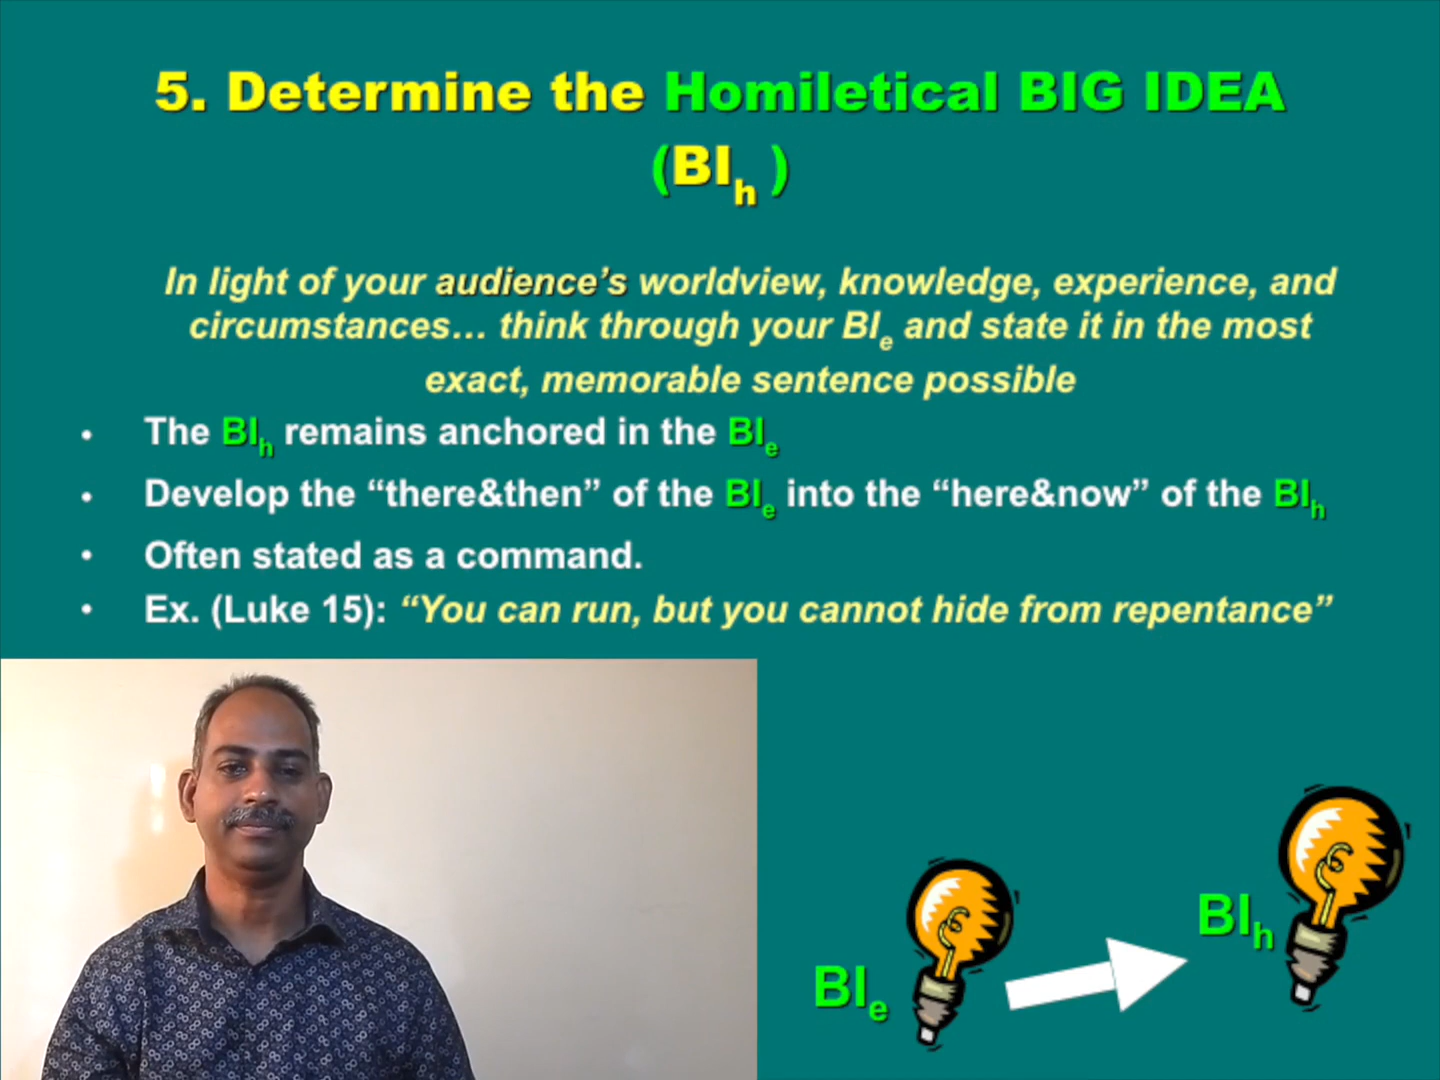 5. Determine the Homiletical BIG IDEA
(BIh )
In light of your audience’s worldview, knowledge, experience, and
circumstances… think through your BIe and state it in the most
exact, memorable sentence possible
• The BIh remains anchored in the BIe
• Develop the “there&then” of the BIe into the “here&now” of the BIh
• Often stated as a command.
• Ex. (Luke 15): “You can run, but you cannot hide from repentance”
BIh
BIe